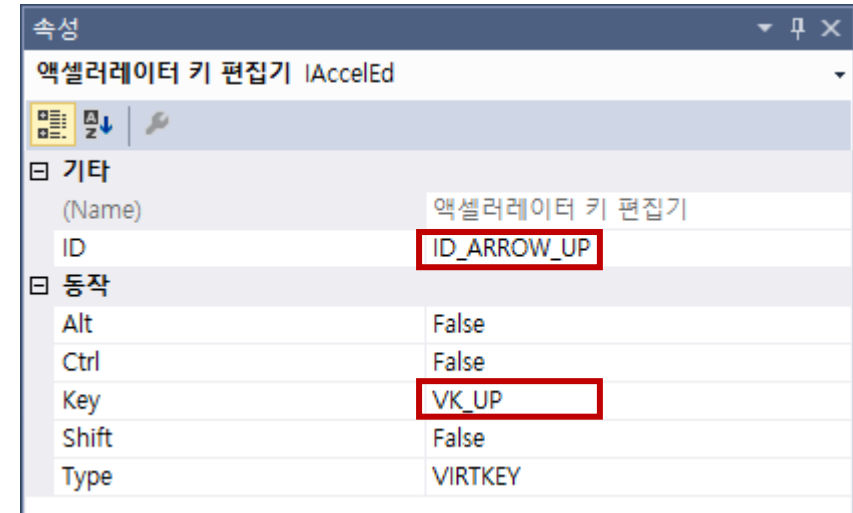 속성
액셀러레이터 키 편집기 IAccelEd
기타
(Name) 액셀러레이터 키 편집기
ID ID_ARROW_UP
동작
Alt False
Ctrl False
Key VK_UP
Shift False
Type VIRTKEY